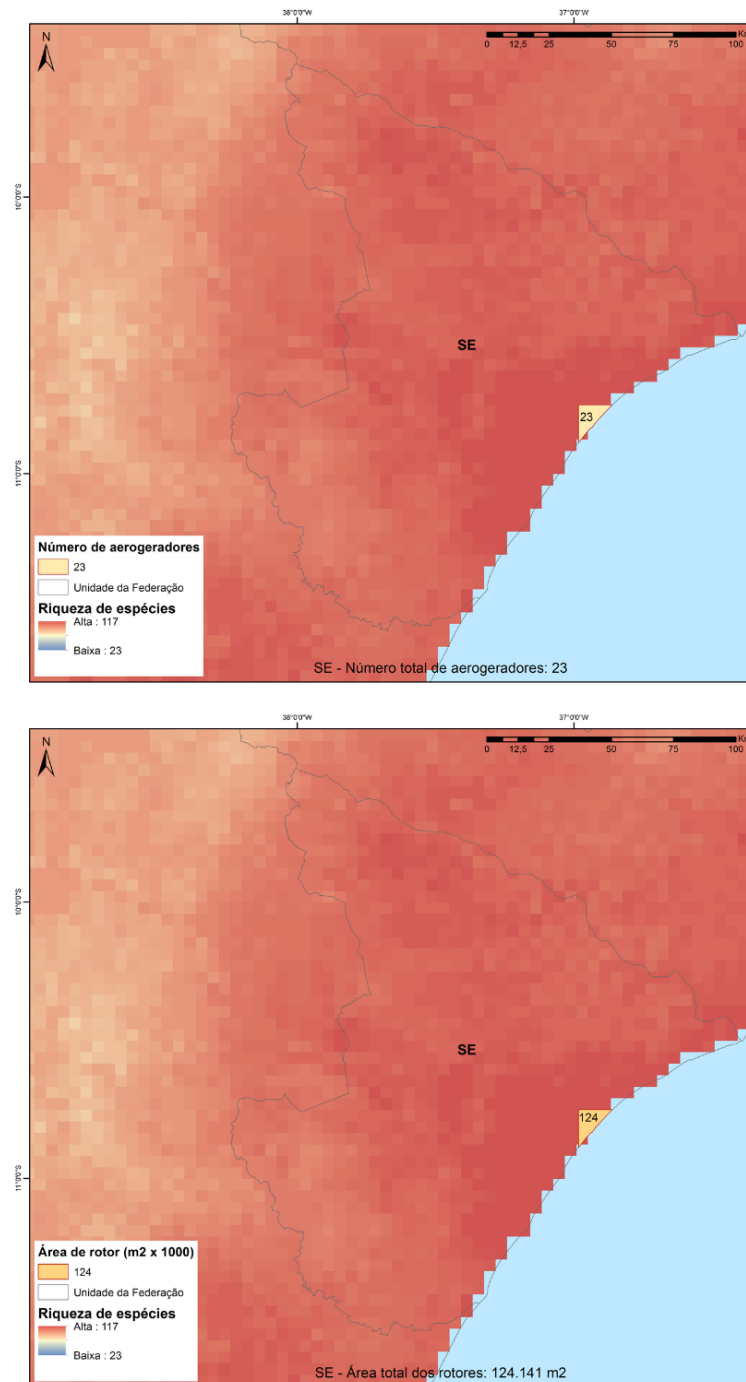 38°0'0"W
37°0'0"W
N
Km
0 12,5 25 50 75 100
10°0'0"S
SE
23
11°0'0"S
Número de aerogeradores
23
Unidade da Federação
Riqueza de espécies
Alta : 117
Baixa : 23
SE - Número total de aerogeradores: 23
38°0'0"W
37°0'0"W
N
Km
0 12,5 25 50 75 100
10°0'0"S
SE
124
11°0'0"S
Área de rotor (m2 x 1000)
124
Unidade da Federação
Riqueza de espécies
Alta : 117
Baixa : 23
SE - Área total dos rotores: 124.141 m2